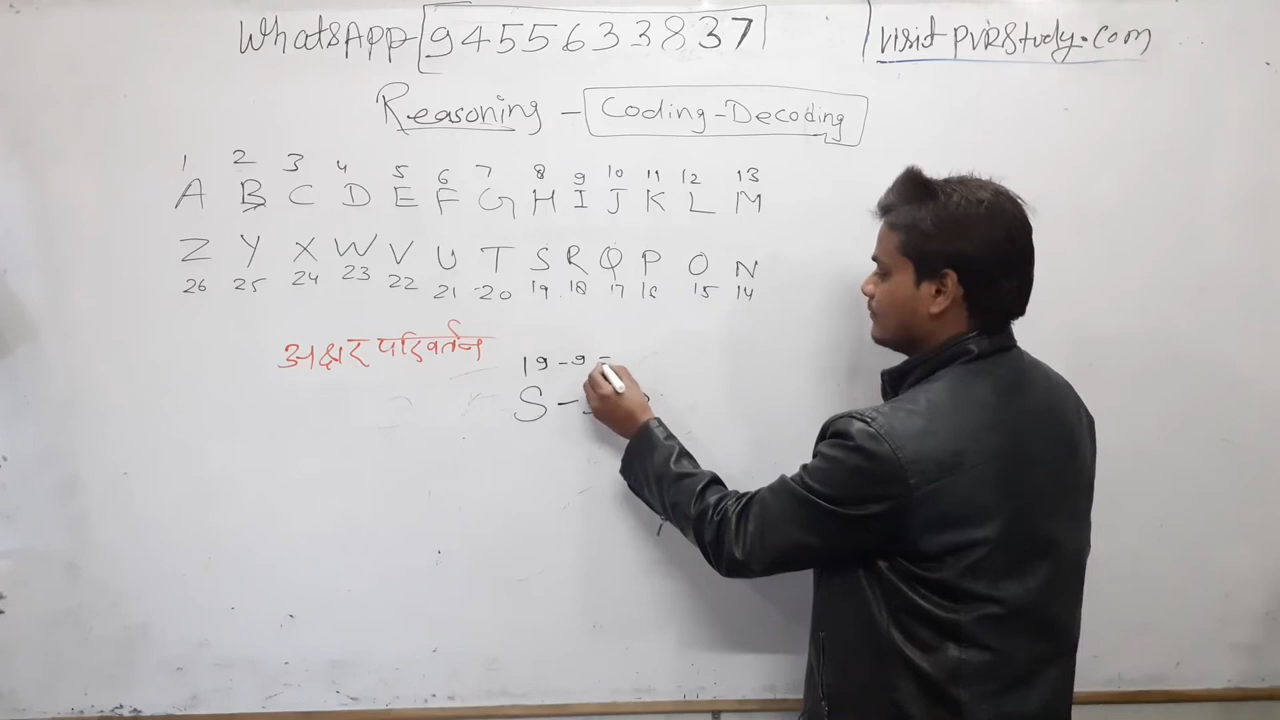 WhatsApp-9455633837
visit PVRStudy.com
Reasoning - Coding-Decoding
1 2 3 4 5 6 7 8 9 10 11 12 13
A B C D E F G H I J K L M
Z Y X W V U T S R Q P O N
26 25 24 23 22 21 20 19 18 17 16 15 14
अक्षर परिवर्तन
19-9=
S-